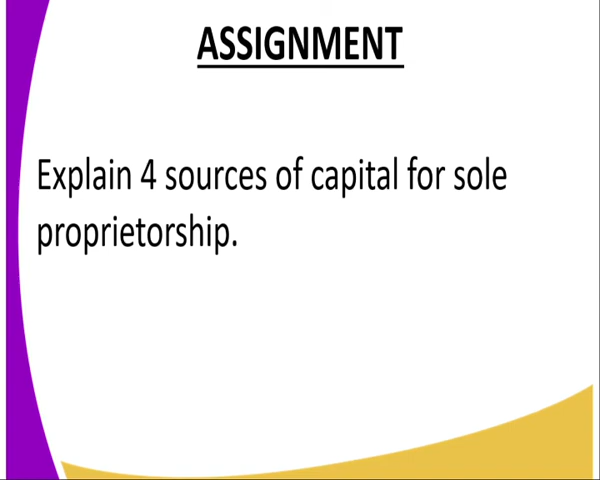 ASSIGNMENT
Explain 4 sources of capital for sole
proprietorship.